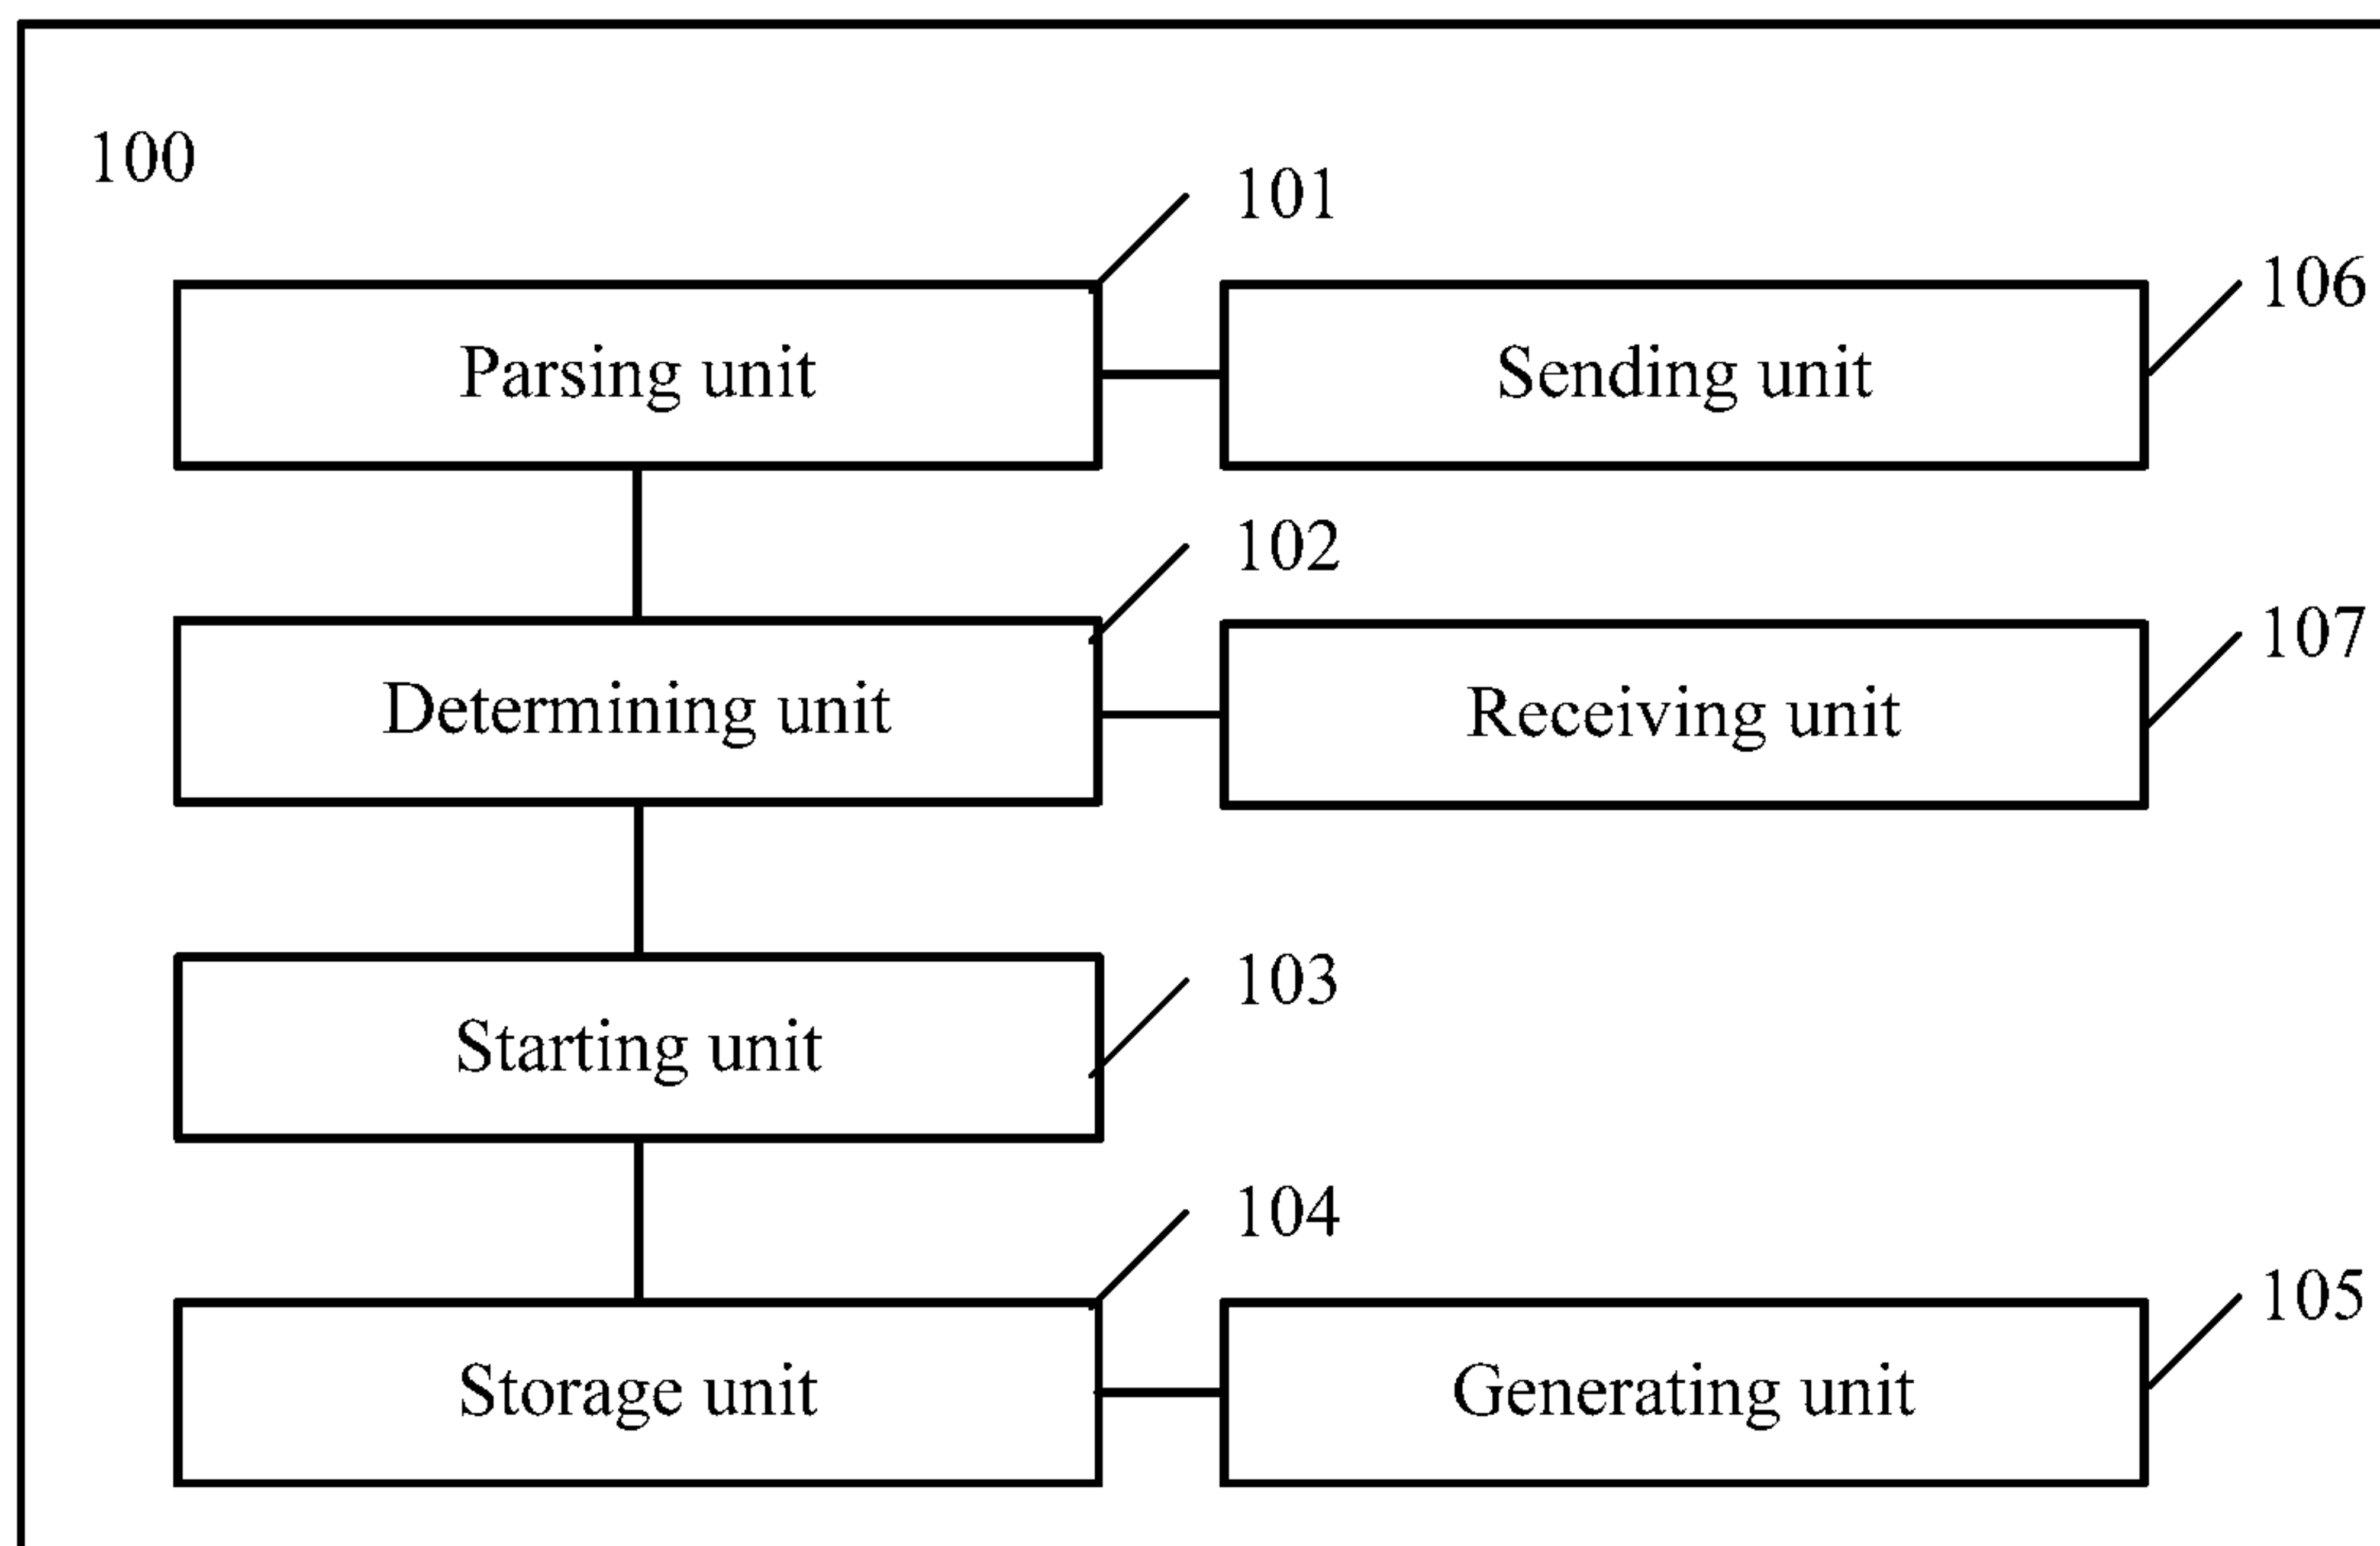 100
101
106
Parsing unit
Sending unit
102
107
Determining unit
Receiving unit
103
Starting unit
104
105
Storage unit
Generating unit